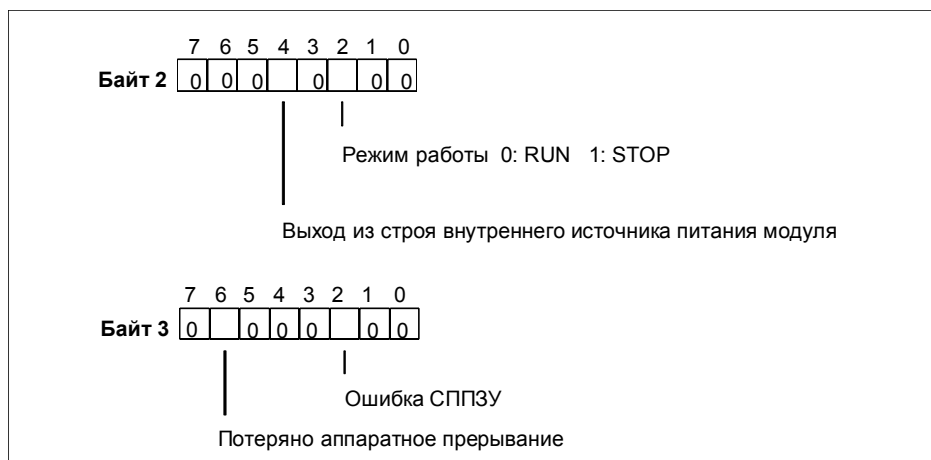 7 6 5 4 3 2 1 0
Байт 2 0 0 0 0 0 0
Режим работы 0: RUN 1: STOP
Выход из строя внутреннего источника питания модуля
7 6 5 4 3 2 1 0
Байт 3 0 0 0 0 0 0
Ошибка СППЗУ
Потеряно аппаратное прерывание